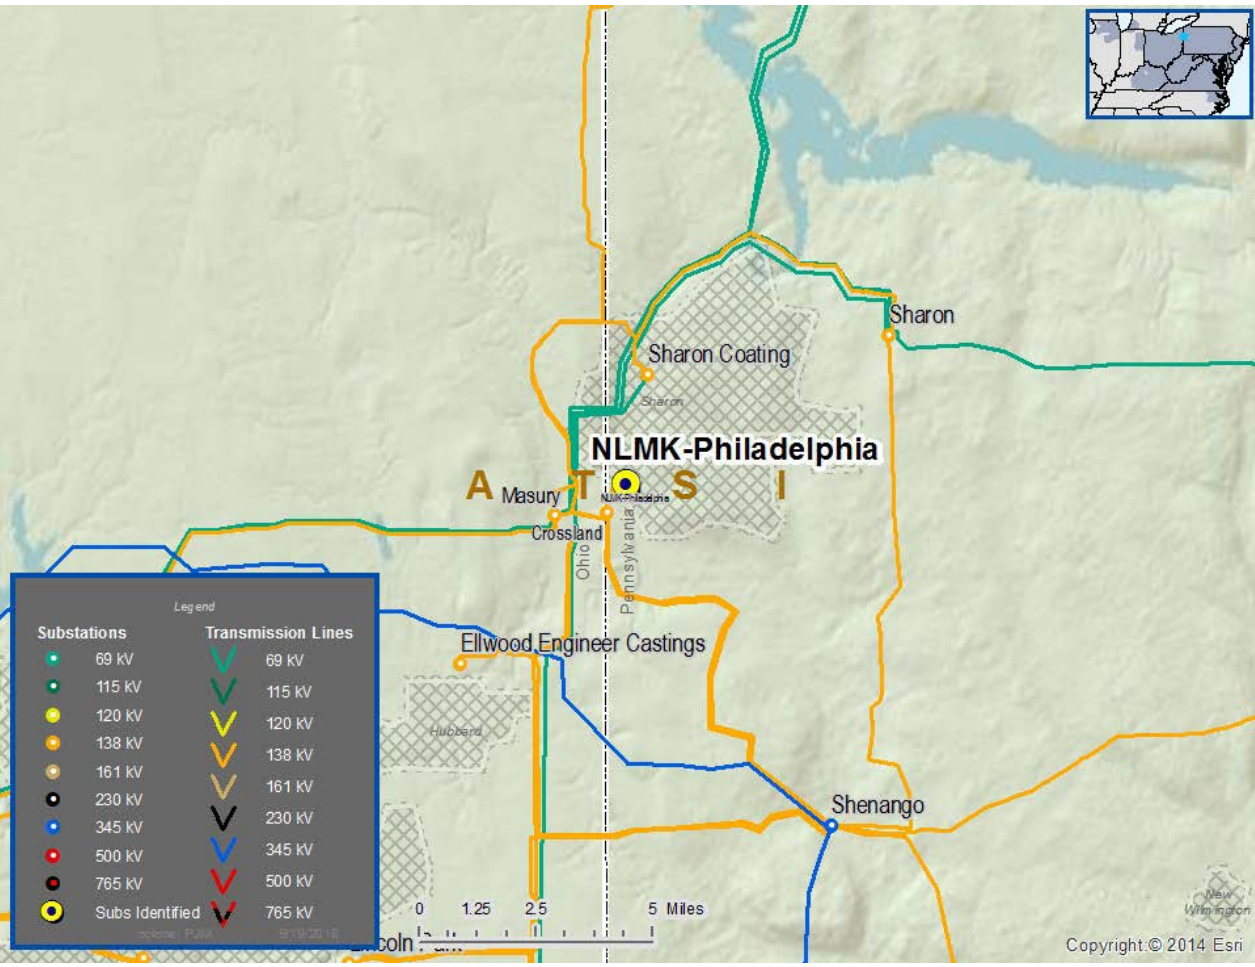 Sharon
Sharon Coating
Sharon
NLMK-Philadelphia
A T S I
Masury
NLMK-Philadelphia
Crossland
Ohio
Pennsylvania
Ellwood Engineer Castings
Hubbard
Shenango
New
Wilmington
Legend
Substations
Transmission Lines
69 kV
69 kV
115 kV
115 kV
120 kV
120 kV
138 kV
138 kV
161 kV
161 kV
230 kV
230 kV
345 kV
345 kV
500 kV
500 kV
765 kV
765 kV
Subs Identified
0 1.25 2.5 5 Miles
Copyright:© 2014 Esri